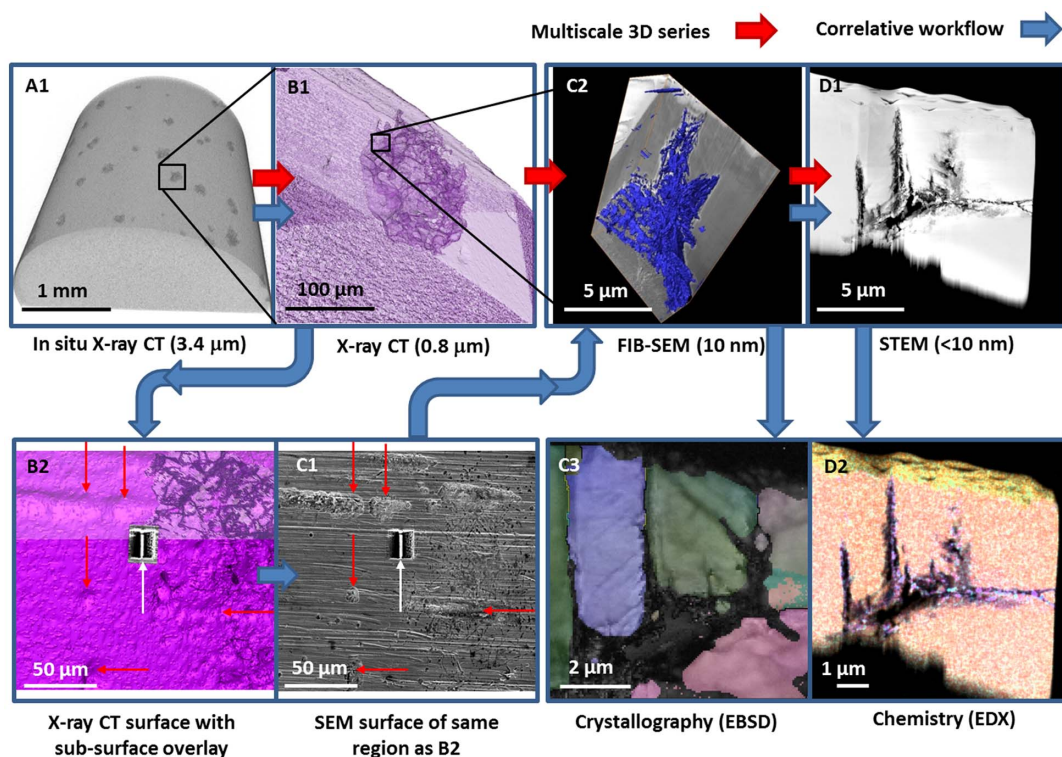 Multiscale 3D series
Correlative workflow
A1
B1
C2
D1
1 mm
100 μm
5 μm
5 μm
In situ X-ray CT (3.4 μm)
X-ray CT (0.8 μm)
FIB-SEM (10 nm)
STEM (<10 nm)
B2
C1
C3
D2
50 μm
50 μm
2 μm
1 μm
X-ray CT surface with
sub-surface overlay
SEM surface of same
region as B2
Crystallography (EBSD)
Chemistry (EDX)